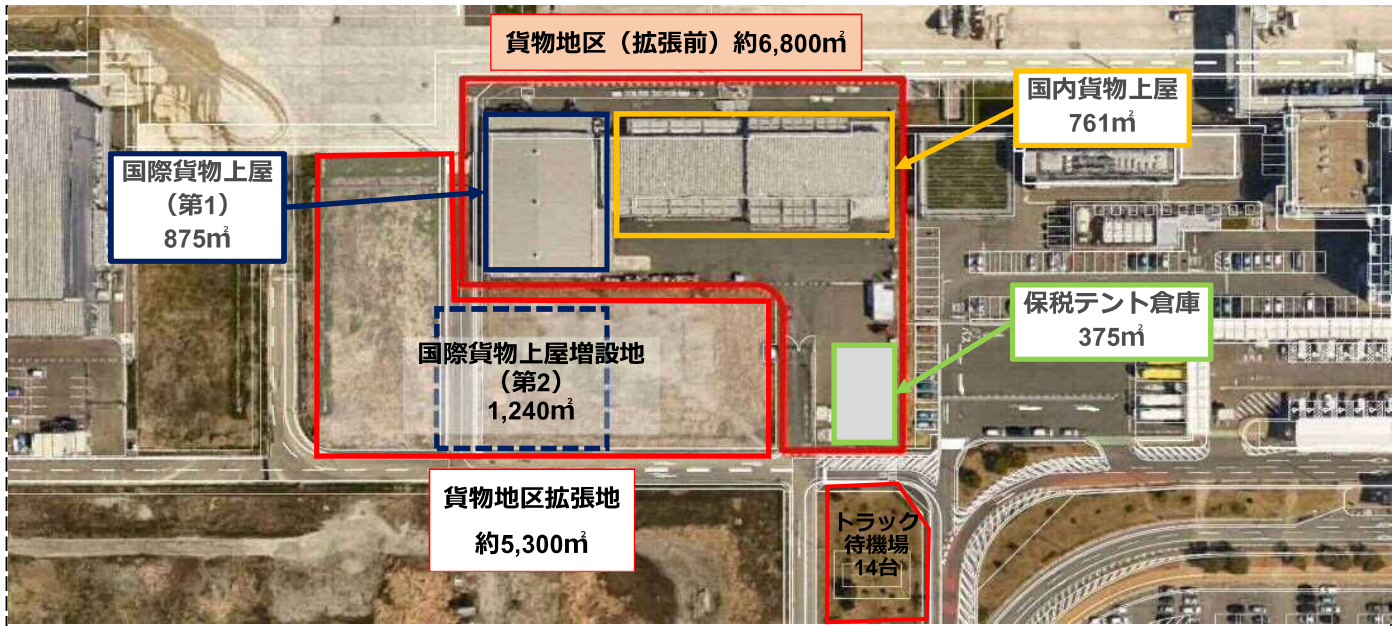 貨物地区（拡張前）約6,800㎡
国内貨物上屋
761㎡
国際貨物上屋
（第1）
875㎡
保税テント倉庫
375㎡
国際貨物上屋増設地
（第2）
1,240㎡
貨物地区拡張地
約5,300㎡
トラック
待機場
14台